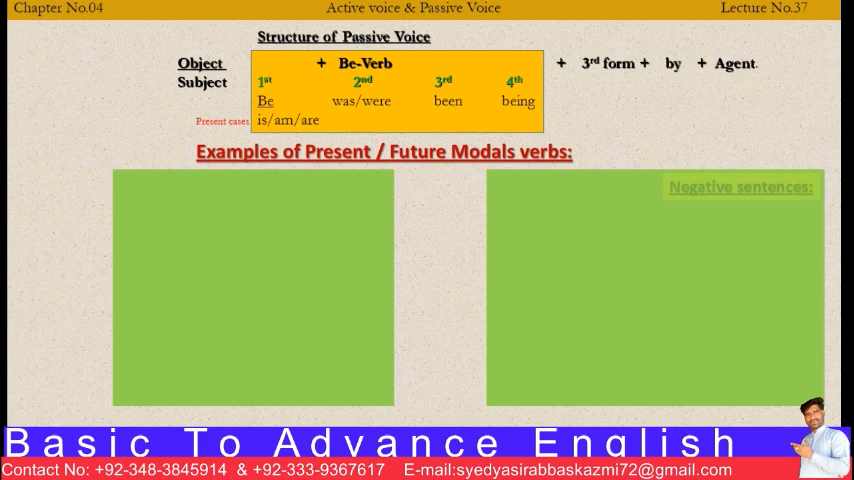 Chapter No.04 Active voice & Passive Voice Lecture No.37
Structure of Passive Voice
Object + Be-Verb + 3rd form + by + Agent.
Subject 1st 2nd 3rd 4th
Be was/were been being
Present cases is/am/are
Examples of Present / Future Modals verbs:
Negative sentences:
Basic To Advance English
Contact No: +92-348-3845914 & +92-333-9367617 E-mail:syedyasirabbaskazmi72@gmail.com